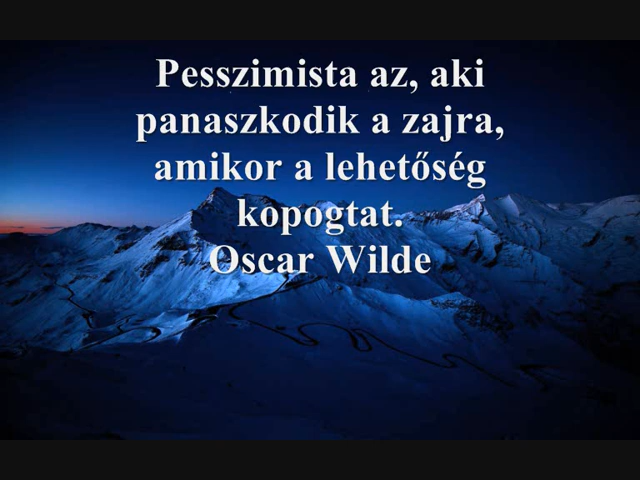 Pesszimista az, aki
panaszkodik a zajra,
amikor a lehetőség
kopogtat.
Oscar Wilde